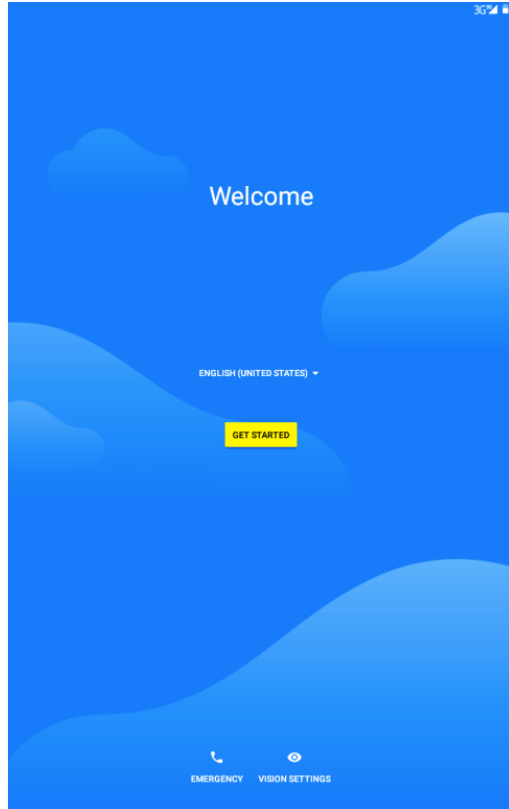 3G
Welcome
ENGLISH (UNITED STATES)
GET STARTED
EMERGENCY VISION SETTINGS